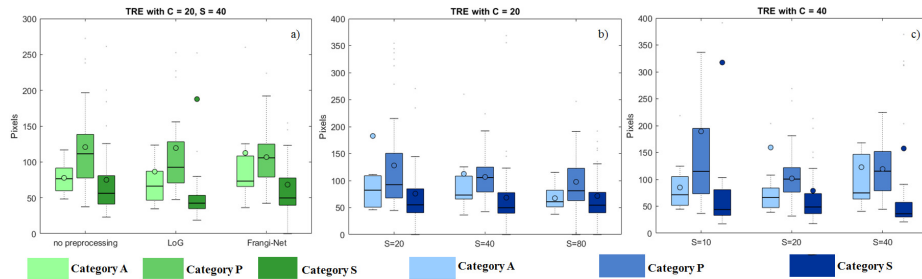 TRE with C = 20, S = 40
a)
300
250
200
150
100
50
0
Pixels
no preprocessing LoG Frangi-Net
TRE with C = 20
b)
400
350
300
250
200
150
100
50
0
Pixels
S=20 S=40 S=80
TRE with C = 40
c)
400
350
300
250
200
150
100
50
0
Pixels
S=10 S=20 S=40
Category A Category P Category S Category A Category P Category S